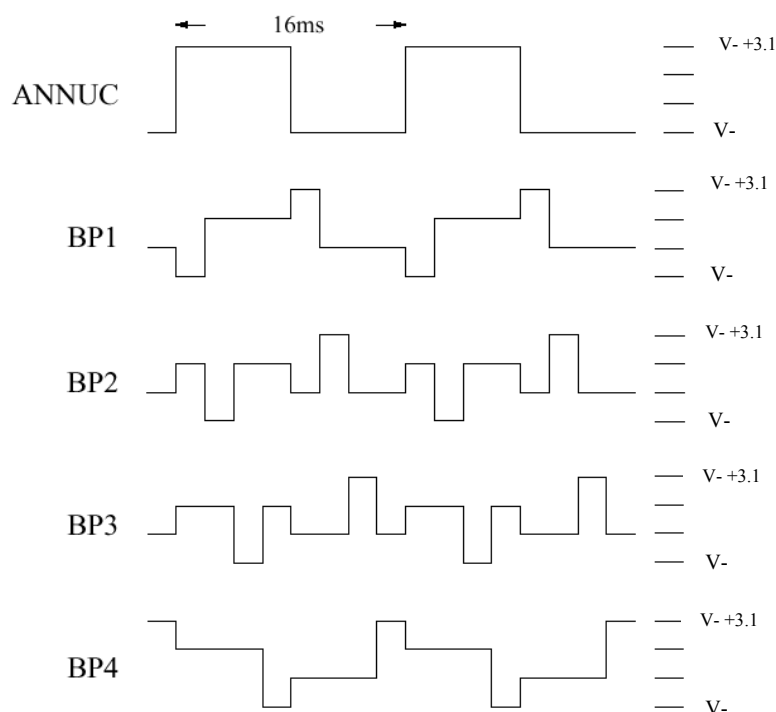 16ms
V- +3.1
ANNUC
V-
V- +3.1
BP1
V-
V- +3.1
BP2
V-
V- +3.1
BP3
V-
V- +3.1
BP4
V-